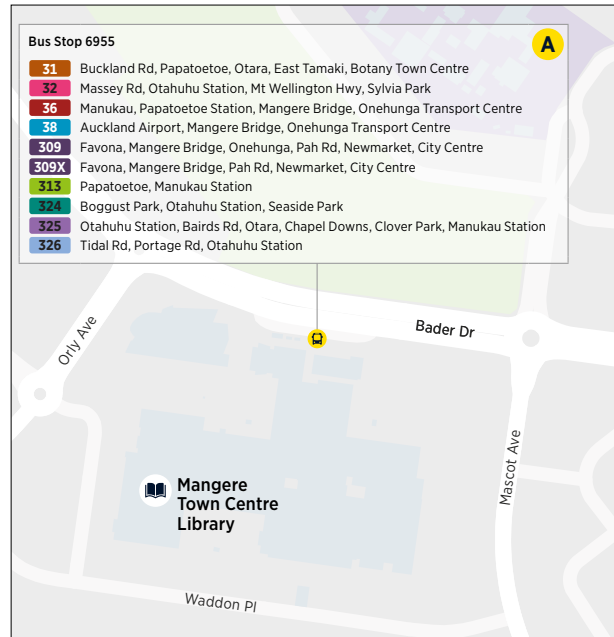 Bus Stop 6955
A
31 Buckland Rd, Papatoetoe, Otara, East Tamaki, Botany Town Centre
32 Massey Rd, Otahuhu Station, Mt Wellington Hwy, Sylvia Park
36 Manukau, Papatoetoe Station, Mangere Bridge, Onehunga Transport Centre
38 Auckland Airport, Mangere Bridge, Onehunga Transport Centre
309 Favona, Mangere Bridge, Onehunga, Pah Rd, Newmarket, City Centre
309X Favona, Mangere Bridge, Pah Rd, Newmarket, City Centre
313 Papatoetoe, Manukau Station
324 Boggust Park, Otahuhu Station, Seaside Park
325 Otahuhu Station, Bairds Rd, Otara, Chapel Downs, Clover Park, Manukau Station
326 Tidal Rd, Portage Rd, Otahuhu Station
Orly Ave
Bader Dr
Mascot Ave
Mangere
Town Centre
Library
Waddon Pl